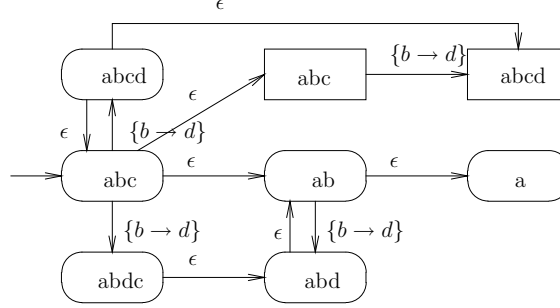 ϵ
abcd
abc
{b → d}
abcd
ϵ
ϵ
{b → d}
abc
ϵ
ab
ϵ
a
{b → d}
ϵ
{b → d}
abdc
ϵ
abd